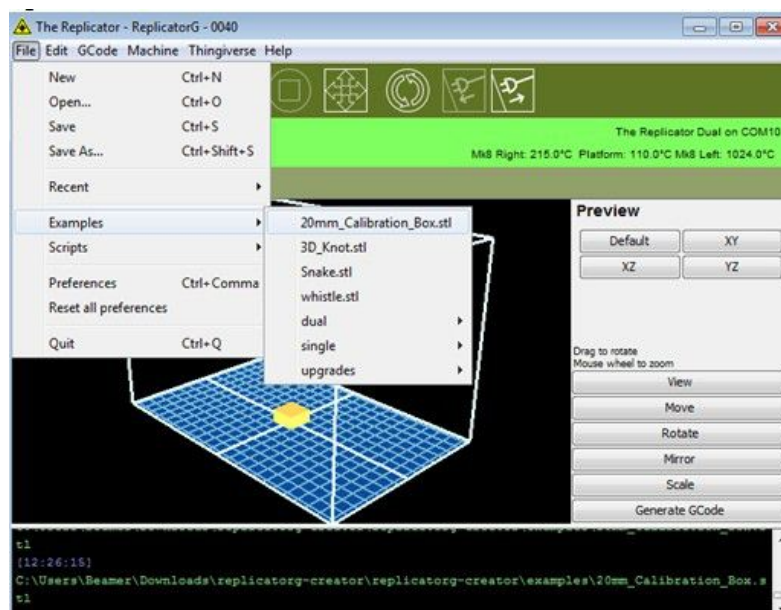 The Replicator - ReplicatorG - 0040
File Edit GCode Machine Thingiverse Help
New Ctrl+N
Open... Ctrl+O
Save Ctrl+S
Save As... Ctrl+Shift+S
Recent
Examples
Scripts
Preferences Ctrl+Comma
Reset all preferences
Quit Ctrl+Q
20mm_Calibration_Box.stl
3D_Knot.stl
Snake.stl
whistle.stl
dual
single
upgrades
The Replicator Dual on COM10
Mk8 Right: 215.0°C Platform: 110.0°C Mk8 Left: 1024.0°C
Preview
Default XY
XZ YZ
Drag to rotate
Mouse wheel to zoom
View
Move
Rotate
Mirror
Scale
Generate GCode
tl
[12:26:15]
C:\Users\Beamer\Downloads\replicatorg-creator\replicatorg-creator\examples\20mm_Calibration_Box.s
tl